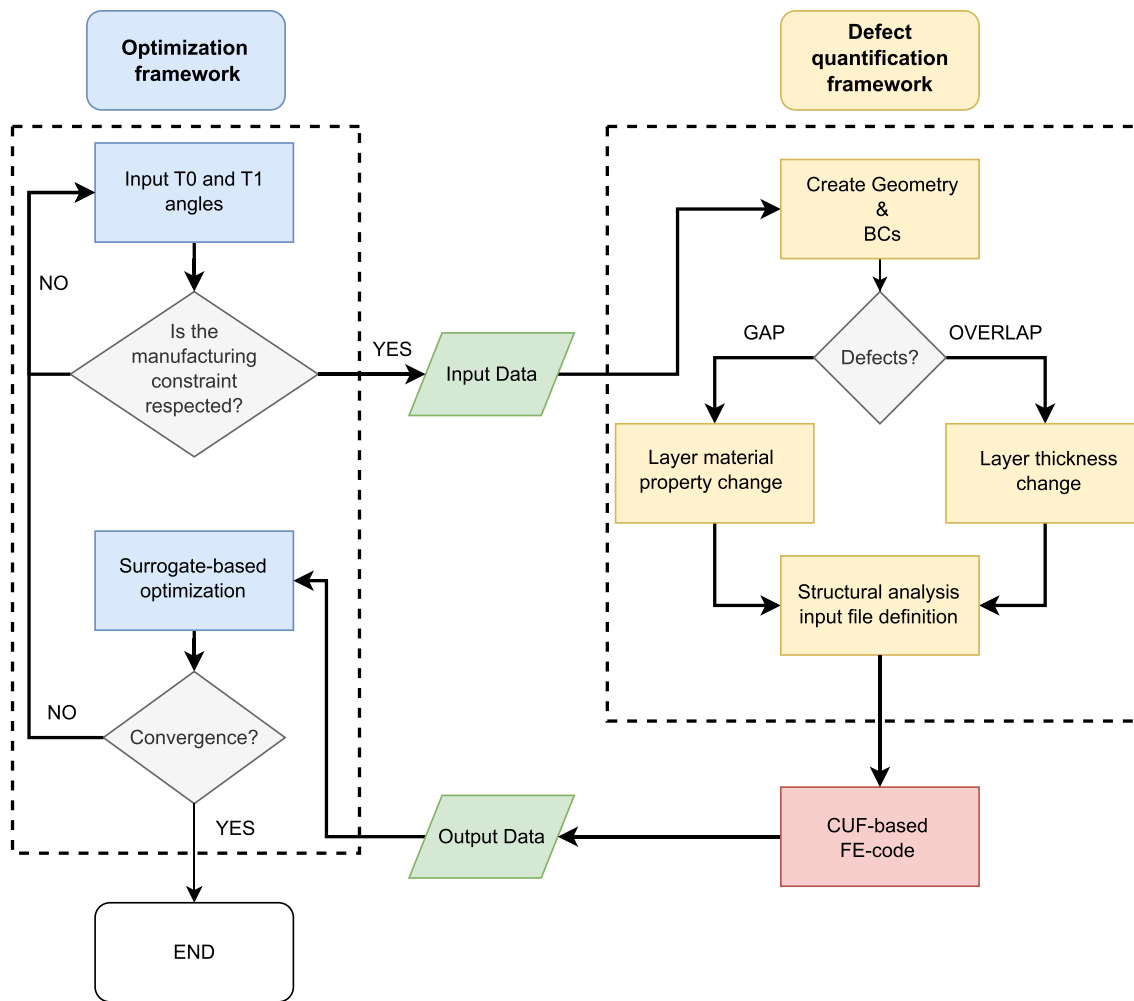 Optimization
framework
Defect
quantification
framework
Input T0 and T1
angles
NO
Is the
manufacturing
constraint
respected?
YES
Input Data
Create Geometry
&
BCs
GAP
Defects?
OVERLAP
Layer material
property change
Layer thickness
change
Structural analysis
input file definition
Surrogate-based
optimization
NO
Convergence?
YES
Output Data
CUF-based
FE-code
END